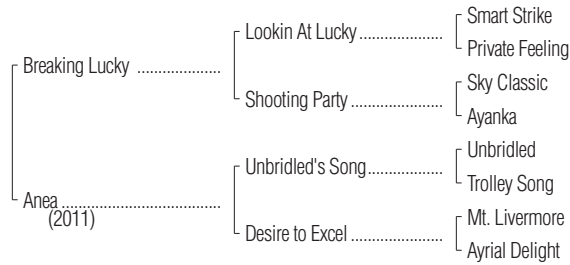 Smart Strike
Lookin At Lucky ...................
Private Feeling
Breaking Lucky ...................
Sky Classic
Shooting Party .....................
Ayanka
Unbridled
Unbridled's Song.................
Trolley Song
Anea ....................................
(2011)
Mt. Livermore
Desire to Excel .....................
Ayrial Delight